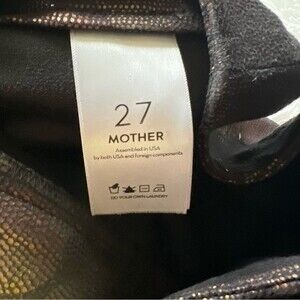 27
MOTHER
Assembled in USA
by both USA and foreign components
DO YOUR OWN LAUNDRY